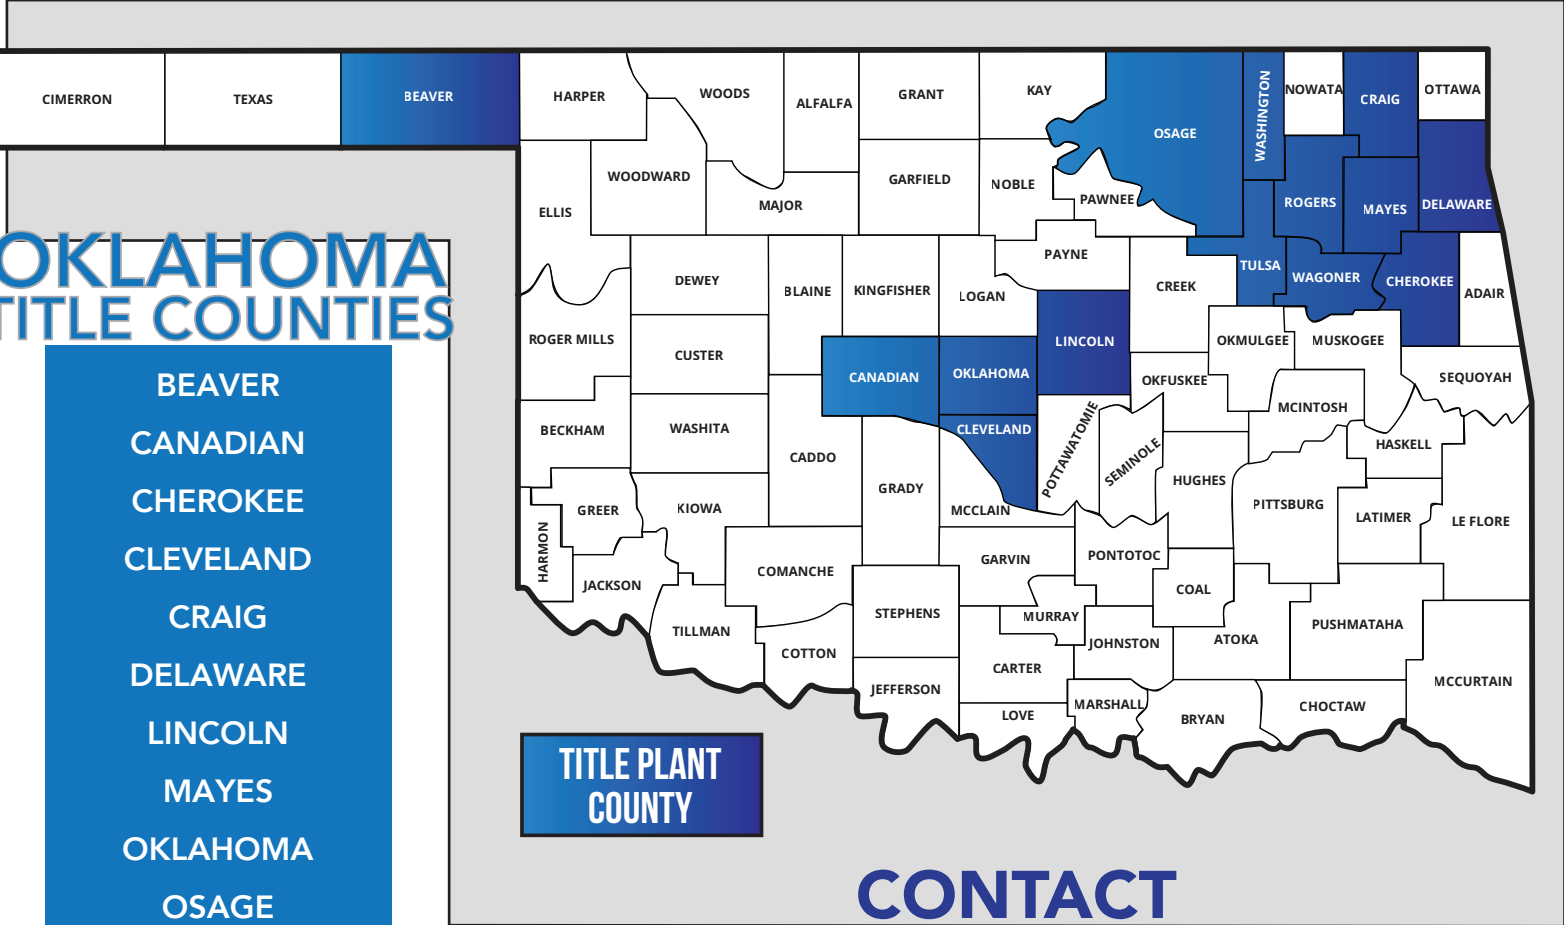 CIMERRON
TEXAS
BEAVER
HARPER
WOODS
ALFALFA
GRANT
KAY
OSAGE
WASHINGTON
NOWATA
CRAIG
OTTAWA
ELLIS
WOODWARD
MAJOR
GARFIELD
NOBLE
PAWNEE
ROGERS
MAYES
DELAWARE
DEWEY
BLAINE
KINGFISHER
LOGAN
PAYNE
CREEK
TULSA
WAGONER
CHEROKEE
ADAIR
ROGER MILLS
CUSTER
CANADIAN
OKLAHOMA
LINCOLN
OKFUSKEE
OKMULGEE
MUSKOGEE
SEQUOYAH
BECKHAM
WASHITA
CADDO
GRADY
CLEVELAND
MCCLAIN
POTTAWATOMIE
SEMINOLE
HUGHES
MCINTOSH
PITTSBURG
HASKELL
LATIMER
LE FLORE
HARMON
GREER
KIOWA
JACKSON
COMANCHE
GARVIN
PONTOTOC
COAL
TILLMAN
COTTON
STEPHENS
MURRAY
JOHNSTON
ATOKA
PUSHMATAHA
MCCURTAIN
JEFFERSON
CARTER
LOVE
MARSHALL
BRYAN
CHOCTAW
OKLAHOMA
TITLE COUNTIES
BEAVER
CANADIAN
CHEROKEE
CLEVELAND
CRAIG
DELAWARE
LINCOLN
MAYES
OKLAHOMA
OSAGE
TITLE PLANT
COUNTY
CONTACT